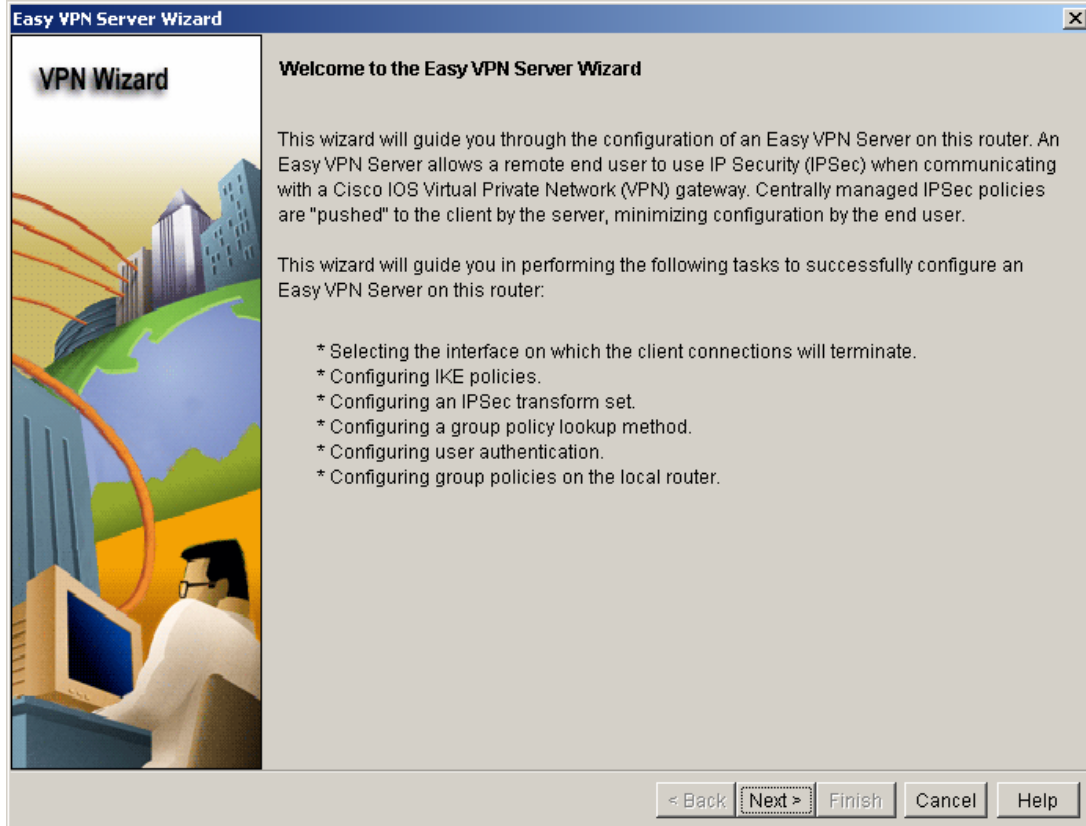 Easy VPN Server Wizard
VPN Wizard
Welcome to the Easy VPN Server Wizard
This wizard will guide you through the configuration of an Easy VPN Server on this router. An
Easy VPN Server allows a remote end user to use IP Security (IPSec) when communicating
with a Cisco IOS Virtual Private Network (VPN) gateway. Centrally managed IPSec policies
are "pushed" to the client by the server, minimizing configuration by the end user.
This wizard will guide you in performing the following tasks to successfully configure an
Easy VPN Server on this router:
* Selecting the interface on which the client connections will terminate.
* Configuring IKE policies.
* Configuring an IPSec transform set.
* Configuring a group policy lookup method.
* Configuring user authentication.
* Configuring group policies on the local router.
< Back Next > Finish Cancel Help